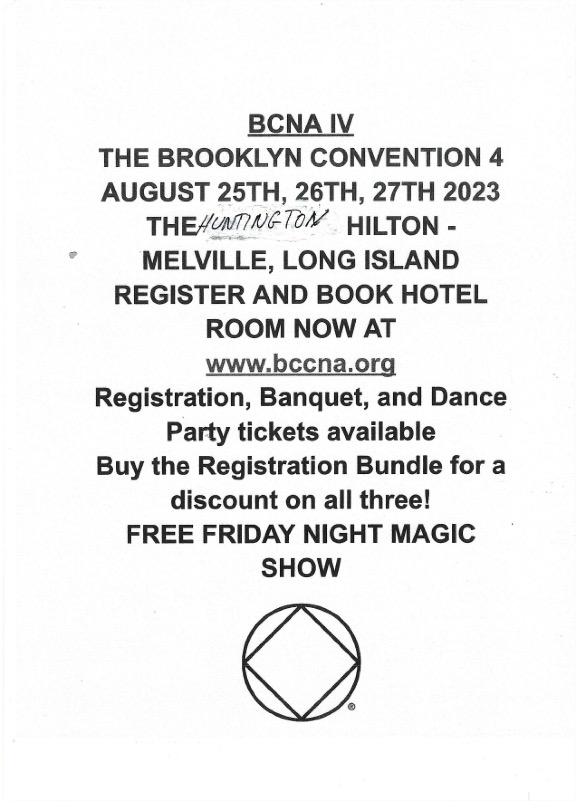 BCNA IV
THE BROOKLYN CONVENTION 4
AUGUST 25TH, 26TH, 27TH 2023
THE HUNTINGTON HILTON -
MELVILLE, LONG ISLAND
REGISTER AND BOOK HOTEL
ROOM NOW AT
www.bccna.org
Registration, Banquet, and Dance
Party tickets available
Buy the Registration Bundle for a
discount on all three!
FREE FRIDAY NIGHT MAGIC
SHOW
®